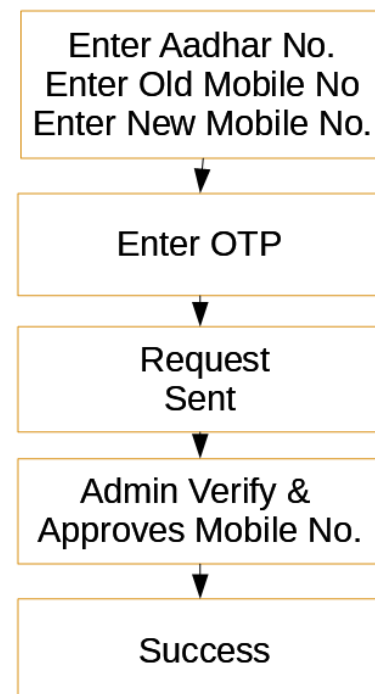 Enter Aadhar No.
Enter Old Mobile No
Enter New Mobile No.
Enter OTP
Request
Sent
Admin Verify &
Approves Mobile No.
Success